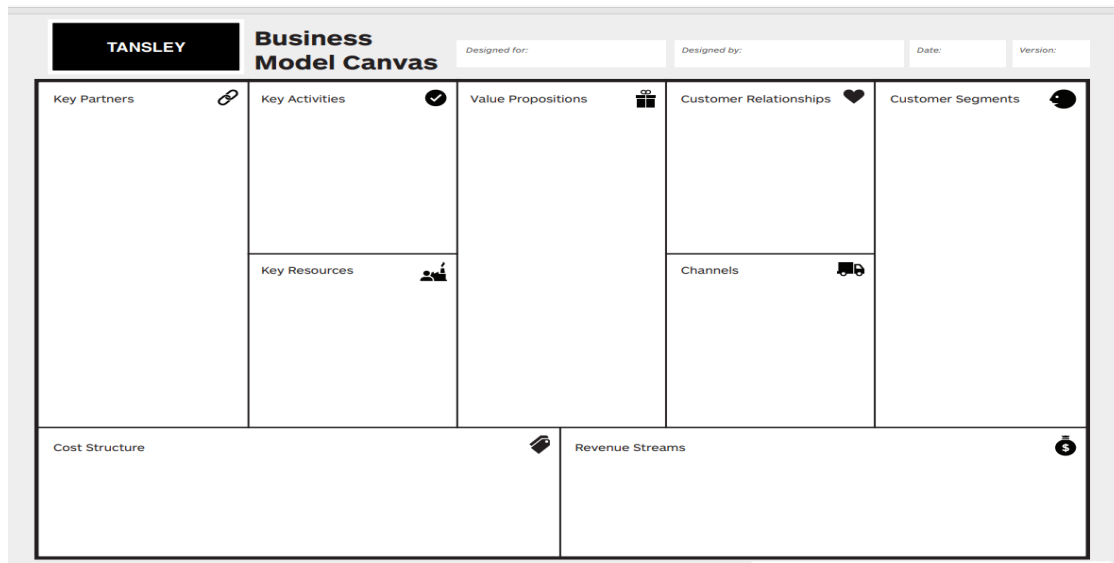 TANSLEY
Business
Model Canvas
Designed for:
Designed by:
Date:
Version:
Key Partners
Key Activities
Value Propositions
Customer Relationships
Customer Segments
Key Resources
Channels
Cost Structure
Revenue Streams
$